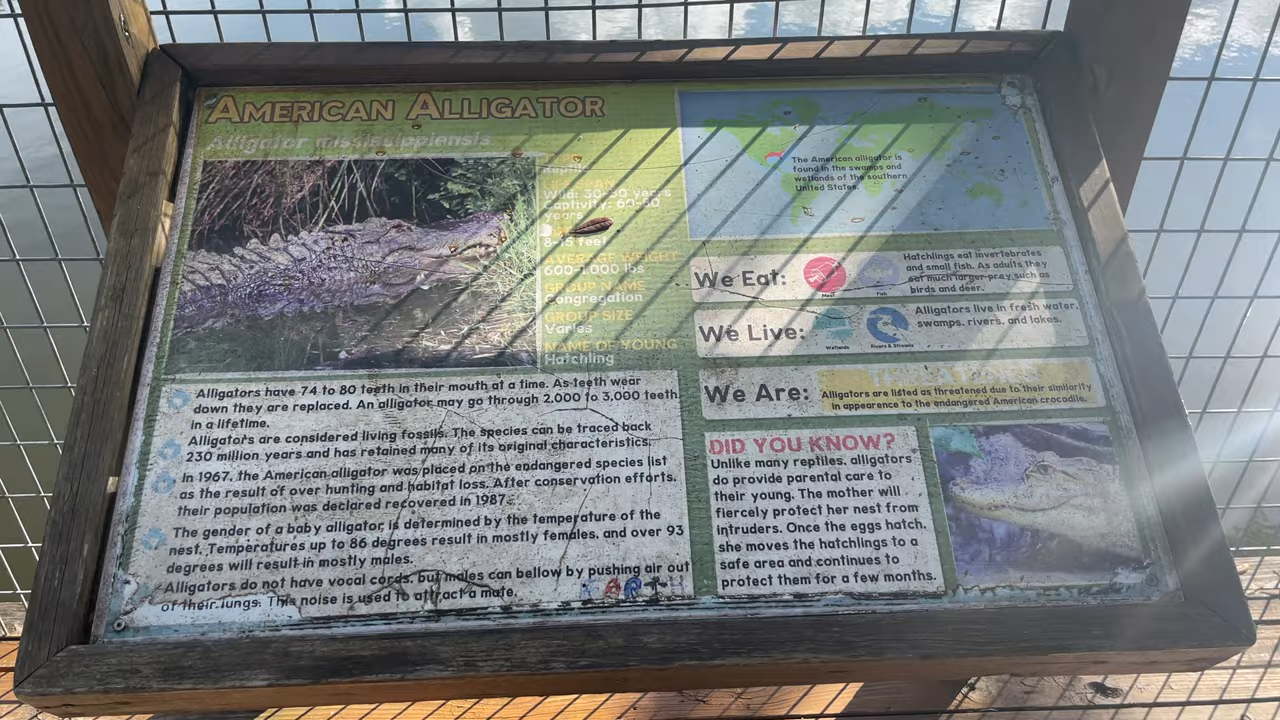 AMERICAN ALLIGATOR
Alligator mississippiensis
Reptile
Wild: 30-50 years
Captivity: 60-80
years
8-15 feet
AVERAGE WEIGHT
600-1,000 lbs
GROUP NAME
Congregation
GROUP SIZE
Varies
NAME OF YOUNG
Hatchling
The American alligator is
found in the swamps and
wetlands of the southern
United States.
We Eat:
Meat
Fish
Hatchlings eat invertebrates
and small fish. As adults they
eat much larger prey such as
birds and deer.
We Live:
Wetlands
Rivers & Streams
Alligators live in fresh water,
swamps, rivers, and lakes.
We Are:
Alligators are listed as threatened due to their similarity
in appearence to the endangered American crocodile.
Alligators have 74 to 80 teeth in their mouth at a time. As teeth wear
down they are replaced. An alligator may go through 2,000 to 3,000 teeth
in a lifetime.
Alligators are considered living fossils. The species can be traced back
230 million years and has retained many of its original characteristics.
In 1967, the American alligator was placed on the endangered species list
as the result of over hunting and habitat loss. After conservation efforts,
their population was declared recovered in 1987.
The gender of a baby alligator is determined by the temperature of the
nest. Temperatures up to 86 degrees result in mostly females, and over 93
degrees will result in mostly males.
Alligators do not have vocal cords, but males can bellow by pushing air out
of their lungs. This noise is used to attract a mate.
DID YOU KNOW?
Unlike many reptiles, alligators
do provide parental care to
their young. The mother will
fiercely protect her nest from
intruders. Once the eggs hatch,
she moves the hatchlings to a
safe area and continues to
protect them for a few months.